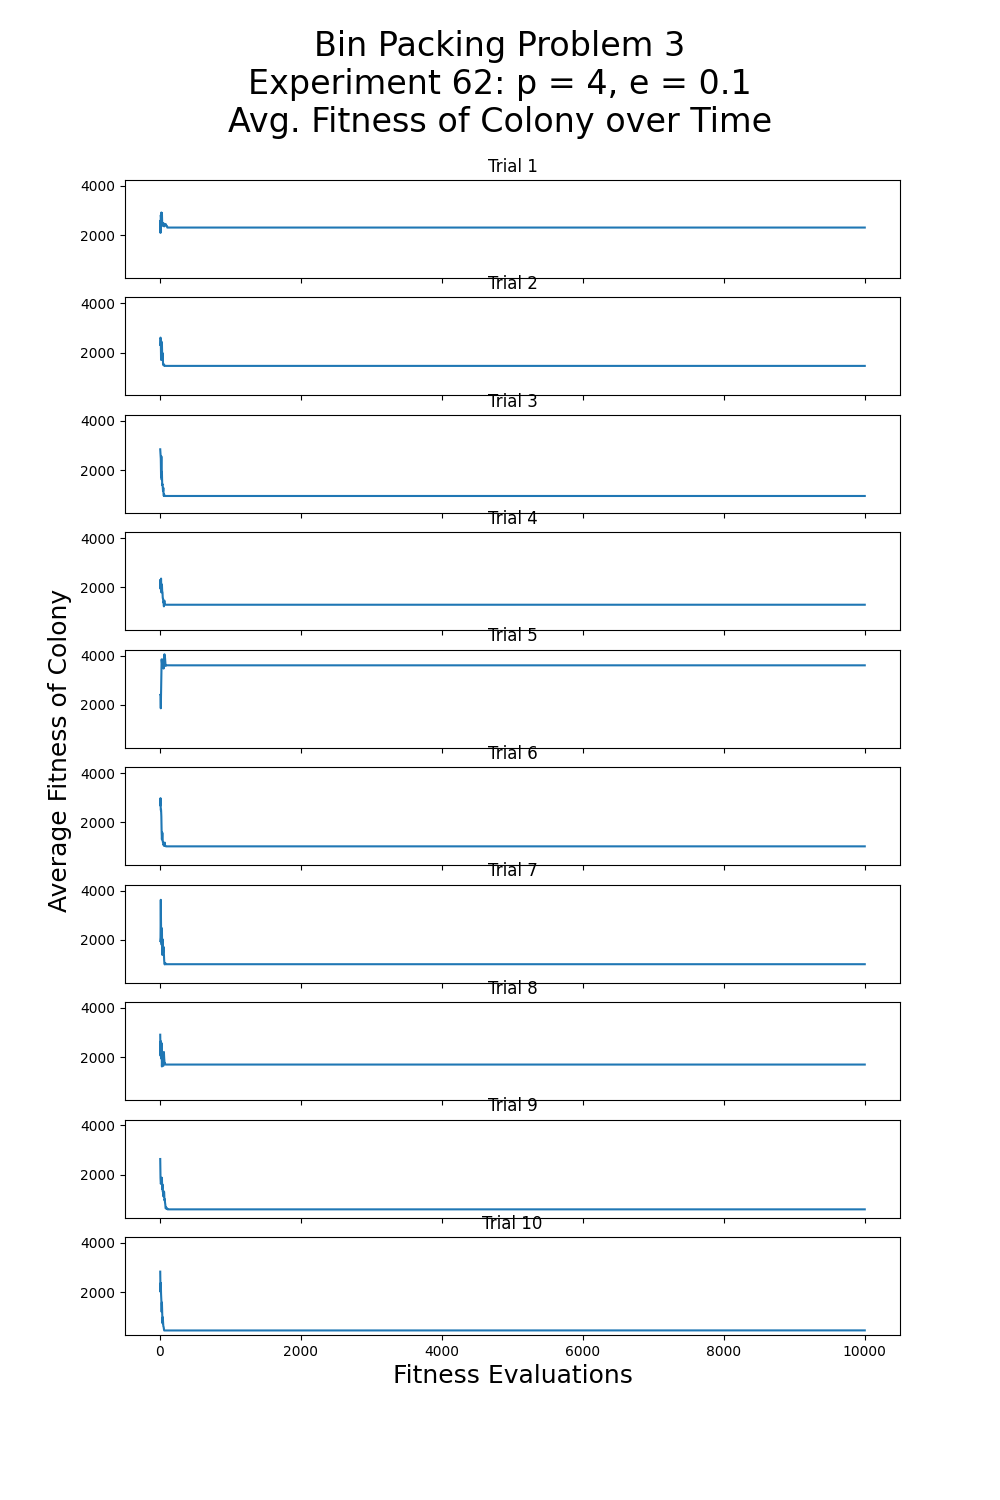 Bin Packing Problem 3
Experiment 62: p = 4, e = 0.1
Avg. Fitness of Colony over Time
Trial 1
4000
2000
Trial 2
4000
2000
Trial 3
4000
2000
Trial 4
4000
2000
Trial 5
4000
2000
Trial 6
4000
2000
Trial 7
4000
2000
Trial 8
4000
2000
Trial 9
4000
2000
Trial 10
4000
2000
0 2000 4000 6000 8000 10000
Fitness Evaluations
Average Fitness of Colony